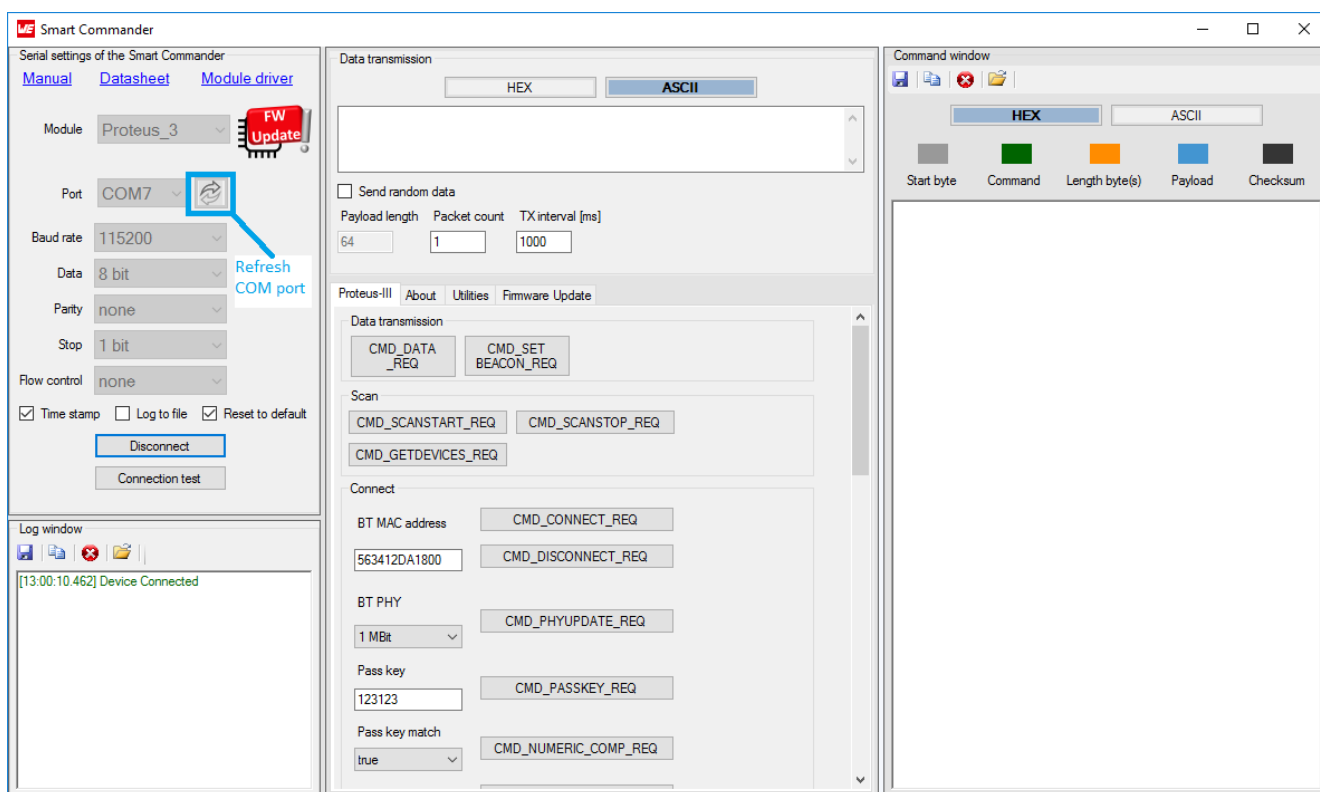 Smart Commander
Serial settings of the Smart Commander
Manual Datasheet Module driver
Module Proteus_3
FW
Update
Port COM7
Baud rate 115200
Refresh
COM port
Data 8 bit
Parity none
Stop 1 bit
Flow control none
Time stamp Log to file Reset to default
Disconnect
Connection test
Log window
[13:00:10.462] Device Connected
Data transmission
HEX ASCII
Send random data
Payload length Packet count TX interval [ms]
64 1 1000
Proteus-III About Utilities Firmware Update
Data transmission
CMD_DATA
_REQ
CMD_SET
BEACON_REQ
Scan
CMD_SCANSTART_REQ CMD_SCANSTOP_REQ
CMD_GETDEVICES_REQ
Connect
BT MAC address CMD_CONNECT_REQ
563412DA1800 CMD_DISCONNECT_REQ
BT PHY
CMD_PHYUPDATE_REQ
1 MBit
Pass key
CMD_PASSKEY_REQ
123123
Pass key match
CMD_NUMERIC_COMP_REQ
true
Command window
HEX ASCII
Start byte Command Length byte(s) Payload Checksum